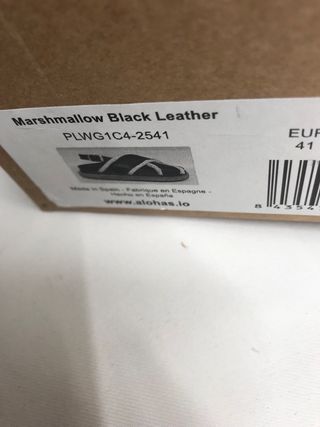 Marshmallow Black Leather
PLWG1C4-2541
EUR
41
Made in Spain - Fabriqué en Espagne -
Hecho en España
www.alohas.io
8 4354